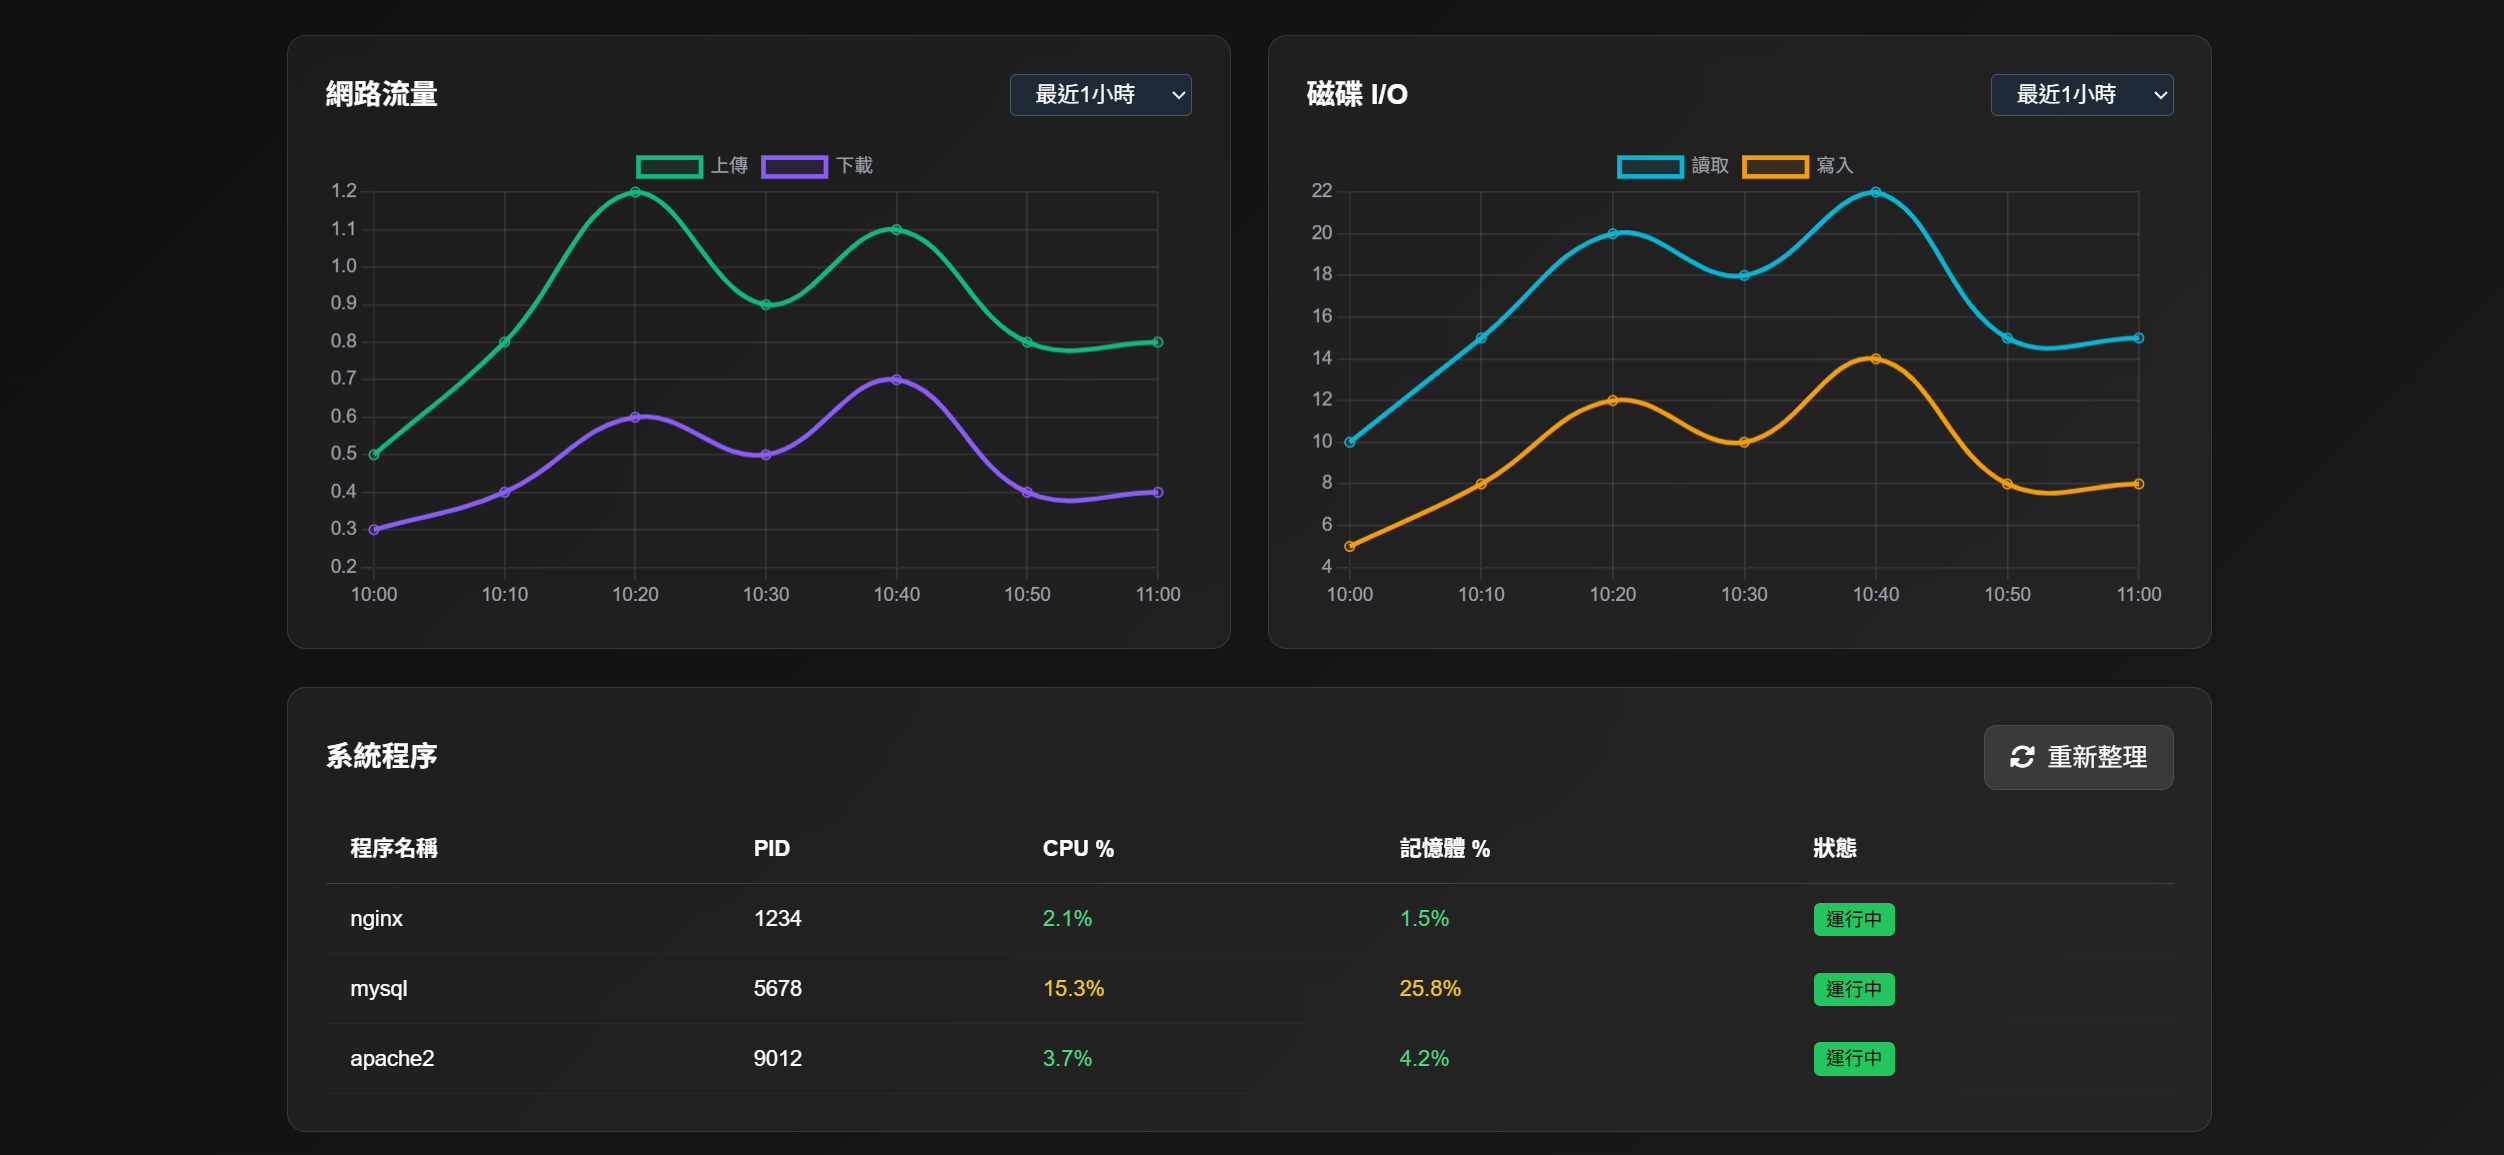 網路流量
最近1小時
上傳 下載
1.2
1.1
1.0
0.9
0.8
0.7
0.6
0.5
0.4
0.3
0.2
10:00 10:10 10:20 10:30 10:40 10:50 11:00
磁碟 I/O
最近1小時
讀取 寫入
22
20
18
16
14
12
10
8
6
4
10:00 10:10 10:20 10:30 10:40 10:50 11:00
系統程序
重新整理
程序名稱 PID CPU % 記憶體 % 狀態
nginx 1234 2.1% 1.5% 運行中
mysql 5678 15.3% 25.8% 運行中
apache2 9012 3.7% 4.2% 運行中